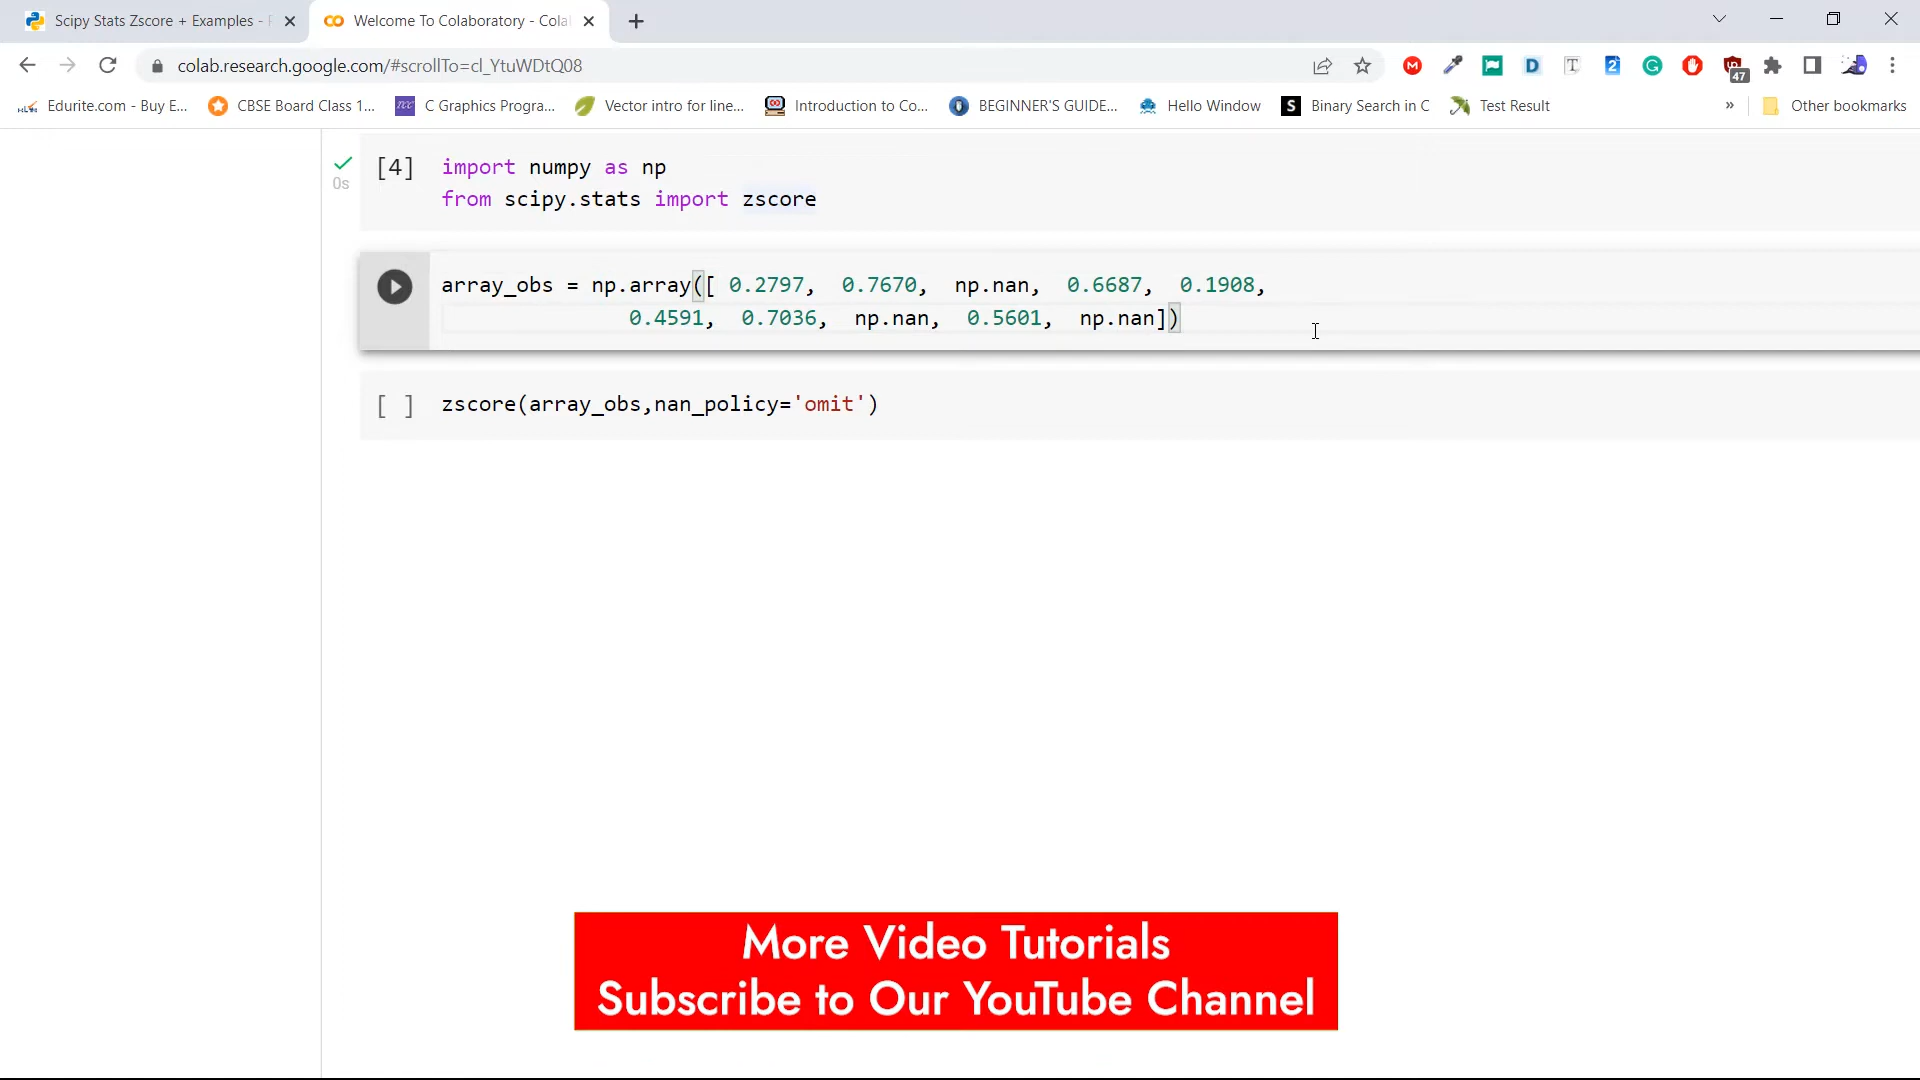 Scipy Stats Zscore + Examples -
Welcome To Colaboratory - Cola
colab.research.google.com/#scrollTo=cl_YtuWDtQ08
47
Edurite.com - Buy E...
CBSE Board Class 1...
C Graphics Progra...
Vector intro for line...
Introduction to Co...
BEGINNER'S GUIDE...
Hello Window
Binary Search in C
Test Result
»
Other bookmarks
0s
[4]
import numpy as np
from scipy.stats import zscore
array_obs = np.array([ 0.2797, 0.7670, np.nan, 0.6687, 0.1908,
0.4591, 0.7036, np.nan, 0.5601, np.nan])
[ ]
zscore(array_obs,nan_policy='omit')
More Video Tutorials
Subscribe to Our YouTube Channel